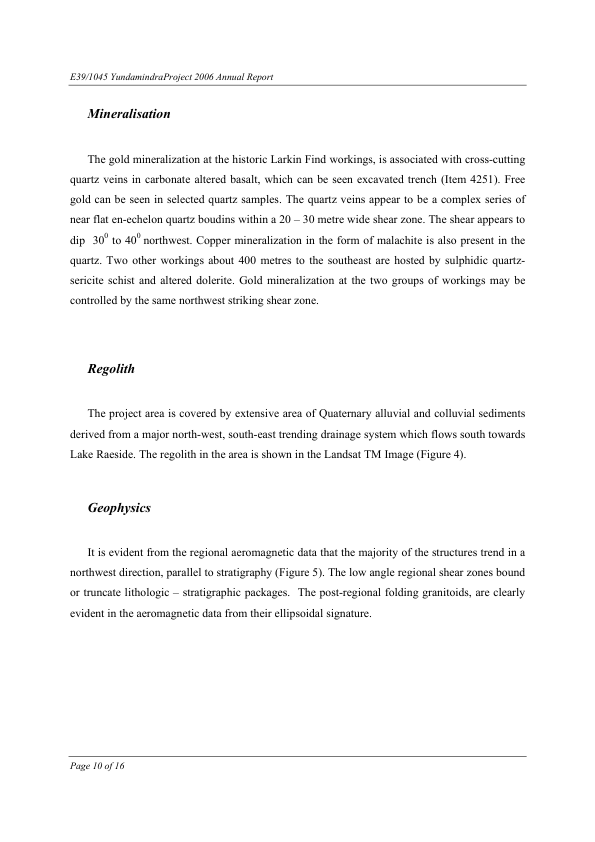 E39/1045 YundamindraProject 2006 Annual Report
Mineralisation
The gold mineralization at the historic Larkin Find workings, is associated with cross-cutting
quartz veins in carbonate altered basalt, which can be seen excavated trench (Item 4251). Free
gold can be seen in selected quartz samples. The quartz veins appear to be a complex series of
near flat en-echelon quartz boudins within a 20 – 30 metre wide shear zone. The shear appears to
dip  30⁰ to 40⁰ northwest. Copper mineralization in the form of malachite is also present in the
quartz. Two other workings about 400 metres to the southeast are hosted by sulphidic quartz-
sericite schist and altered dolerite. Gold mineralization at the two groups of workings may be
controlled by the same northwest striking shear zone.
Regolith
The project area is covered by extensive area of Quaternary alluvial and colluvial sediments
derived from a major north-west, south-east trending drainage system which flows south towards
Lake Raeside. The regolith in the area is shown in the Landsat TM Image (Figure 4).
Geophysics
It is evident from the regional aeromagnetic data that the majority of the structures trend in a
northwest direction, parallel to stratigraphy (Figure 5). The low angle regional shear zones bound
or truncate lithologic – stratigraphic packages.  The post-regional folding granitoids, are clearly
evident in the aeromagnetic data from their ellipsoidal signature.
Page 10 of 16